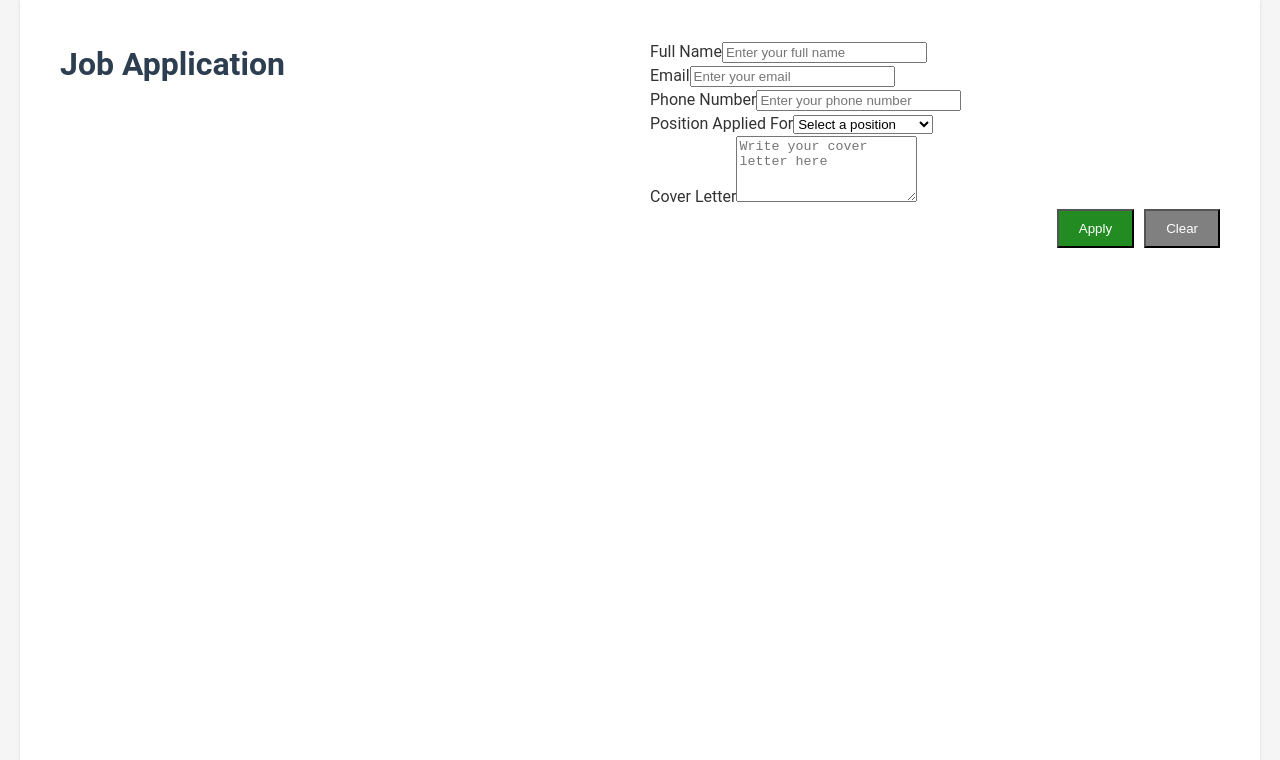 Job Application
Full Name Enter your full name
Email Enter your email
Phone Number Enter your phone number
Position Applied For Select a position
Write your cover
letter here
Cover Letter
Apply Clear